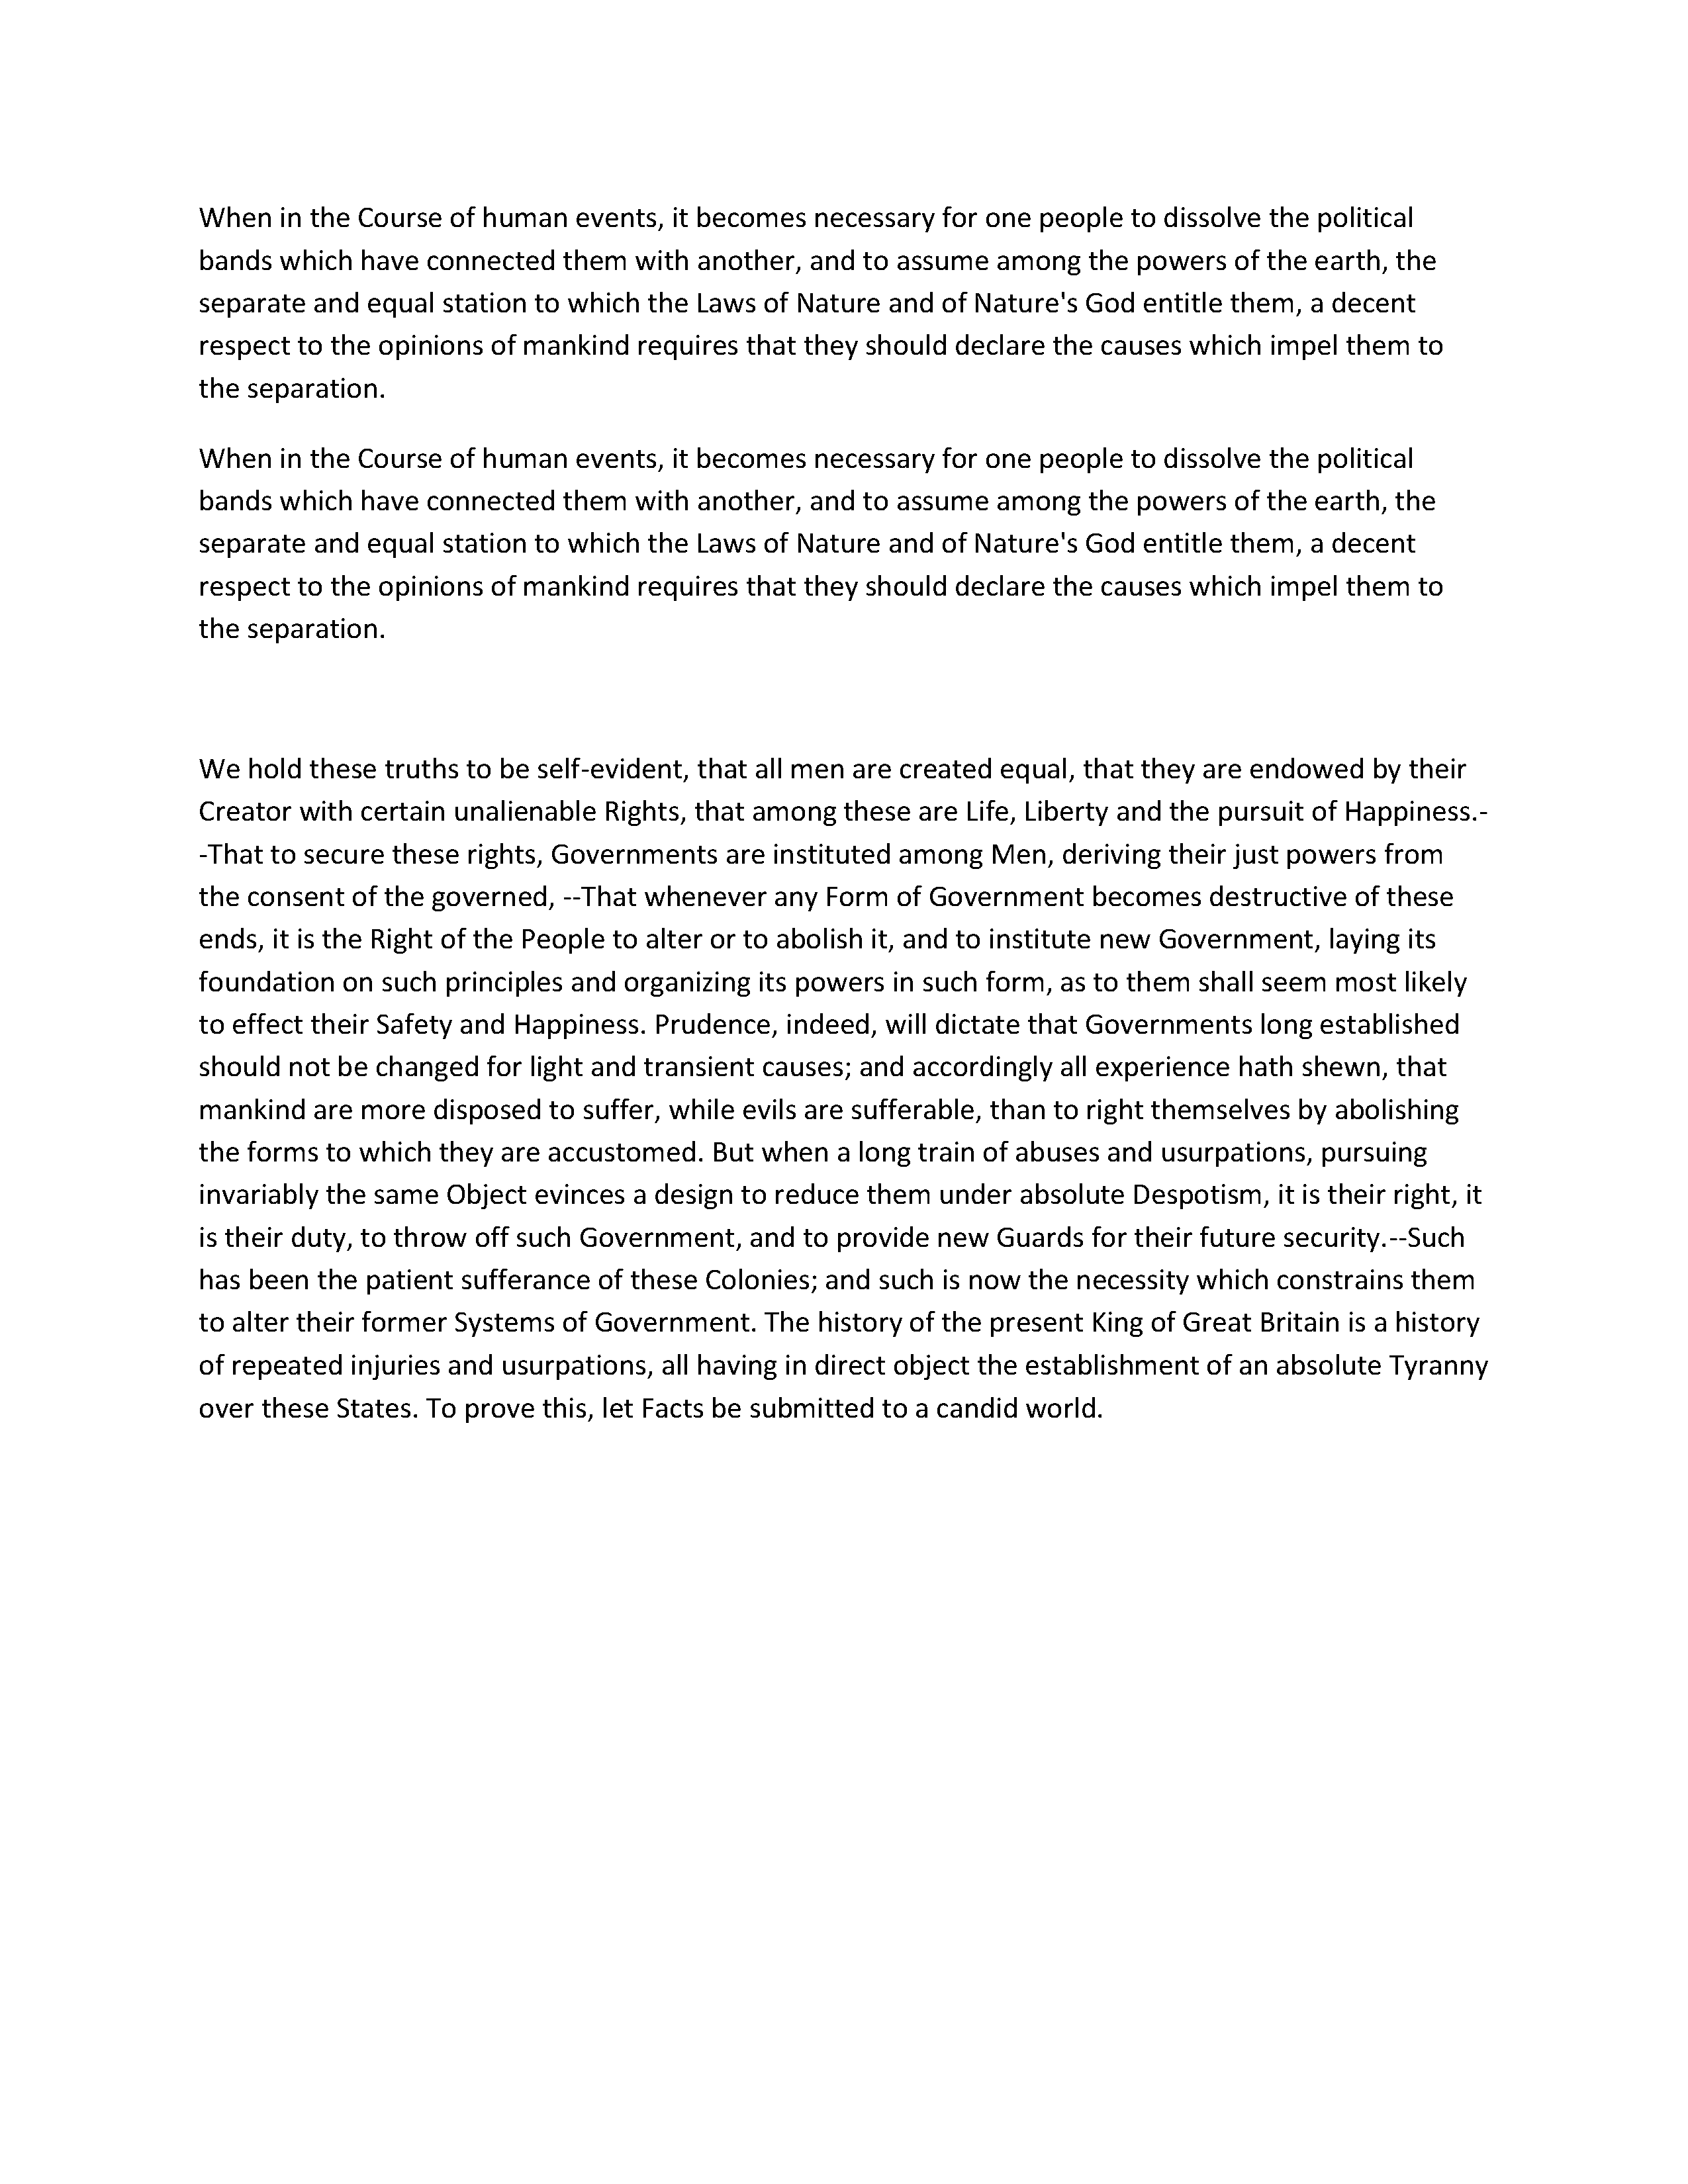 When in the Course of human events, it becomes necessary for one people to dissolve the political
bands which have connected them with another, and to assume among the powers of the earth, the
separate and equal station to which the Laws of Nature and of Nature's God entitle them, a decent
respect to the opinions of mankind requires that they should declare the causes which impel them to
the separation.
When in the Course of human events, it becomes necessary for one people to dissolve the political
bands which have connected them with another, and to assume among the powers of the earth, the
separate and equal station to which the Laws of Nature and of Nature's God entitle them, a decent
respect to the opinions of mankind requires that they should declare the causes which impel them to
the separation.
We hold these truths to be self-evident, that all men are created equal, that they are endowed by their
Creator with certain unalienable Rights, that among these are Life, Liberty and the pursuit of Happiness.-
-That to secure these rights, Governments are instituted among Men, deriving their just powers from
the consent of the governed, --That whenever any Form of Government becomes destructive of these
ends, it is the Right of the People to alter or to abolish it, and to institute new Government, laying its
foundation on such principles and organizing its powers in such form, as to them shall seem most likely
to effect their Safety and Happiness. Prudence, indeed, will dictate that Governments long established
should not be changed for light and transient causes; and accordingly all experience hath shewn, that
mankind are more disposed to suffer, while evils are sufferable, than to right themselves by abolishing
the forms to which they are accustomed. But when a long train of abuses and usurpations, pursuing
invariably the same Object evinces a design to reduce them under absolute Despotism, it is their right, it
is their duty, to throw off such Government, and to provide new Guards for their future security.--Such
has been the patient sufferance of these Colonies; and such is now the necessity which constrains them
to alter their former Systems of Government. The history of the present King of Great Britain is a history
of repeated injuries and usurpations, all having in direct object the establishment of an absolute Tyranny
over these States. To prove this, let Facts be submitted to a candid world.